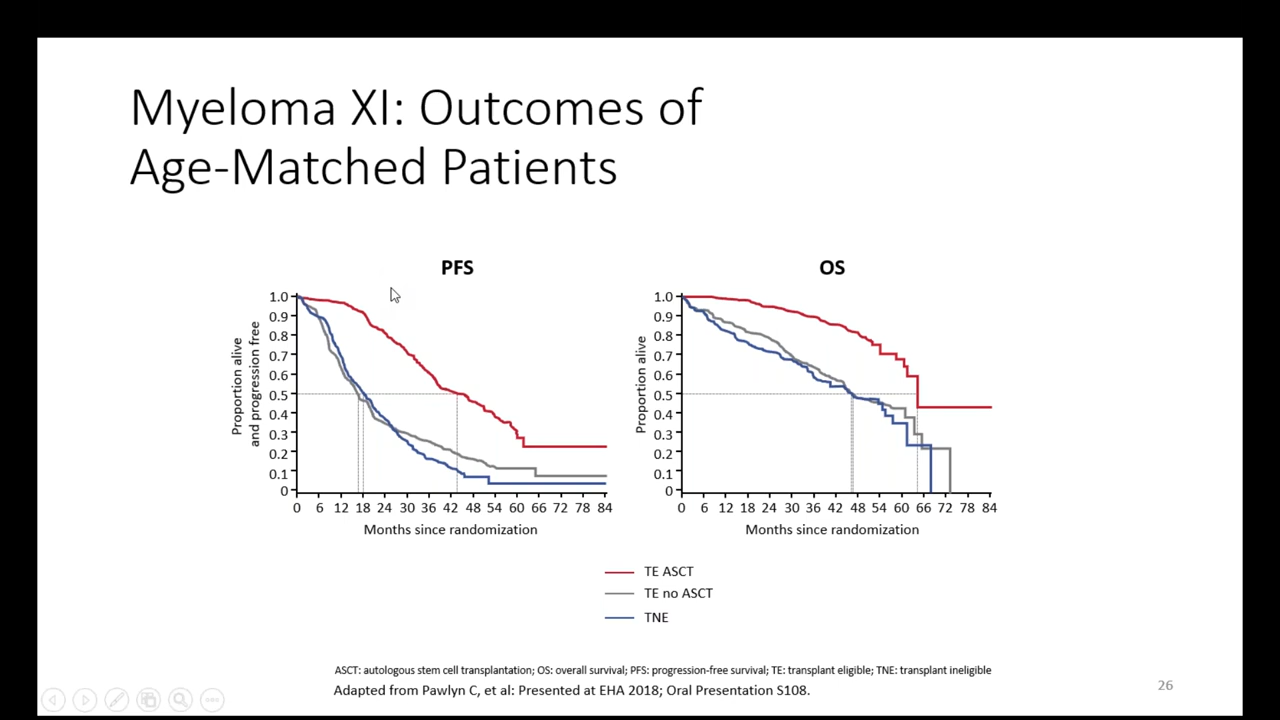 Myeloma XI: Outcomes of
Age-Matched Patients
PFS
Proportion alive
and progression free
1.0
0.9
0.8
0.7
0.6
0.5
0.4
0.3
0.2
0.1
0
0 6 12 18 24 30 36 42 48 54 60 66 72 78 84
Months since randomization
OS
Proportion alive
1.0
0.9
0.8
0.7
0.6
0.5
0.4
0.3
0.2
0.1
0
0 6 12 18 24 30 36 42 48 54 60 66 72 78 84
Months since randomization
TE ASCT
TE no ASCT
TNE
ASCT: autologous stem cell transplantation; OS: overall survival; PFS: progression-free survival; TE: transplant eligible; TNE: transplant ineligible
Adapted from Pawlyn C, et al: Presented at EHA 2018; Oral Presentation S108.
26